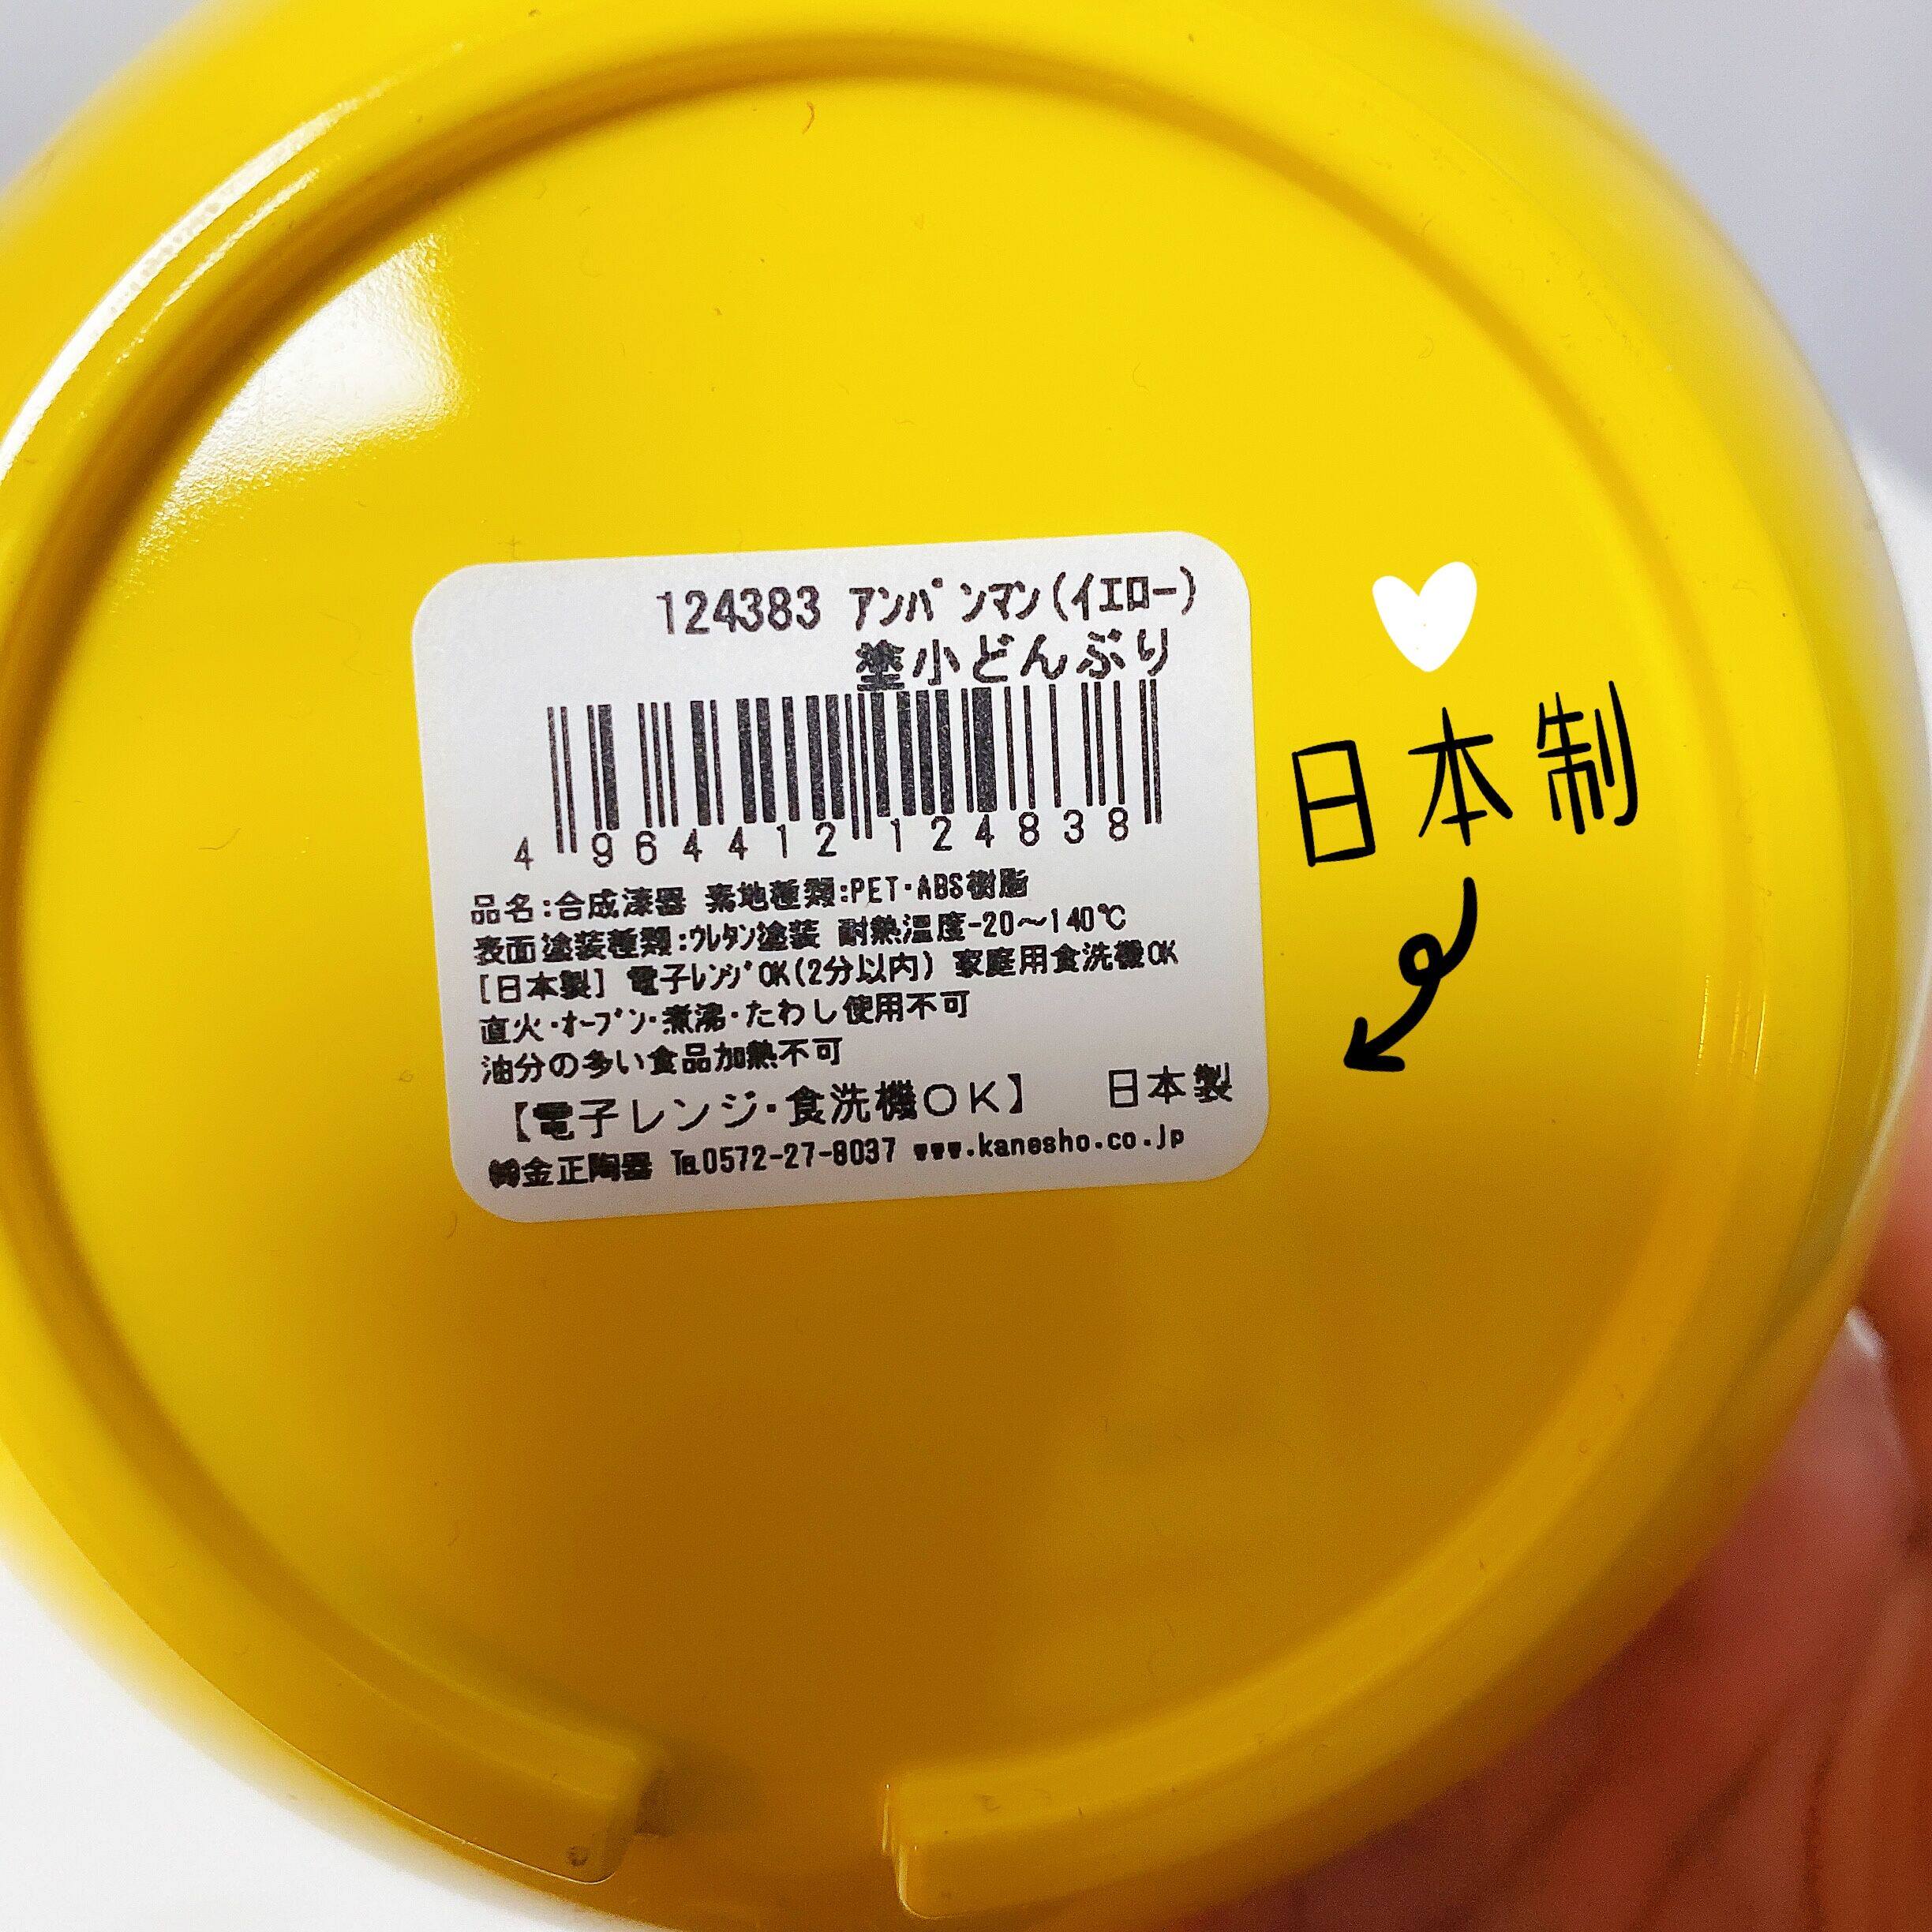 124383 ｱﾝﾊﾟﾝﾏﾝ(ｲｴﾛｰ)
塗小どんぶり
4 964412 124838
品名:合成漆器 素地種類:PET･ABS樹脂
表面塗装種類:ｳﾚﾀﾝ塗装 耐熱温度-20～140℃
[日本製] 電子ﾚﾝｼﾞOK(2分以内) 家庭用食洗機OK
直火･ｵｰﾌﾞﾝ･煮沸･たわし使用不可
油分の多い食品加熱不可
【電子レンジ・食洗機ＯＫ】 日本製
㈱金正陶器 ℡0572-27-8037 www.kanesho.co.jp
日本制